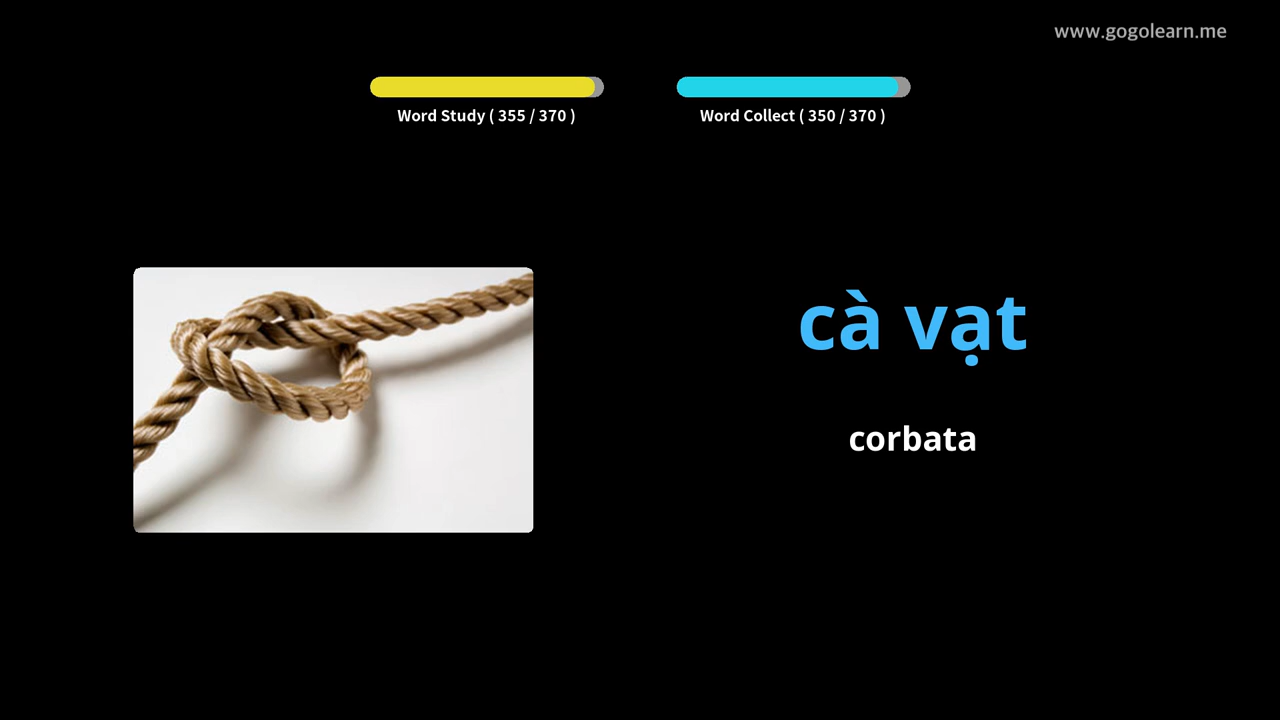 www.gogolearn.me
Word Study ( 355 / 370 )
Word Collect ( 350 / 370 )
cà vạt
corbata